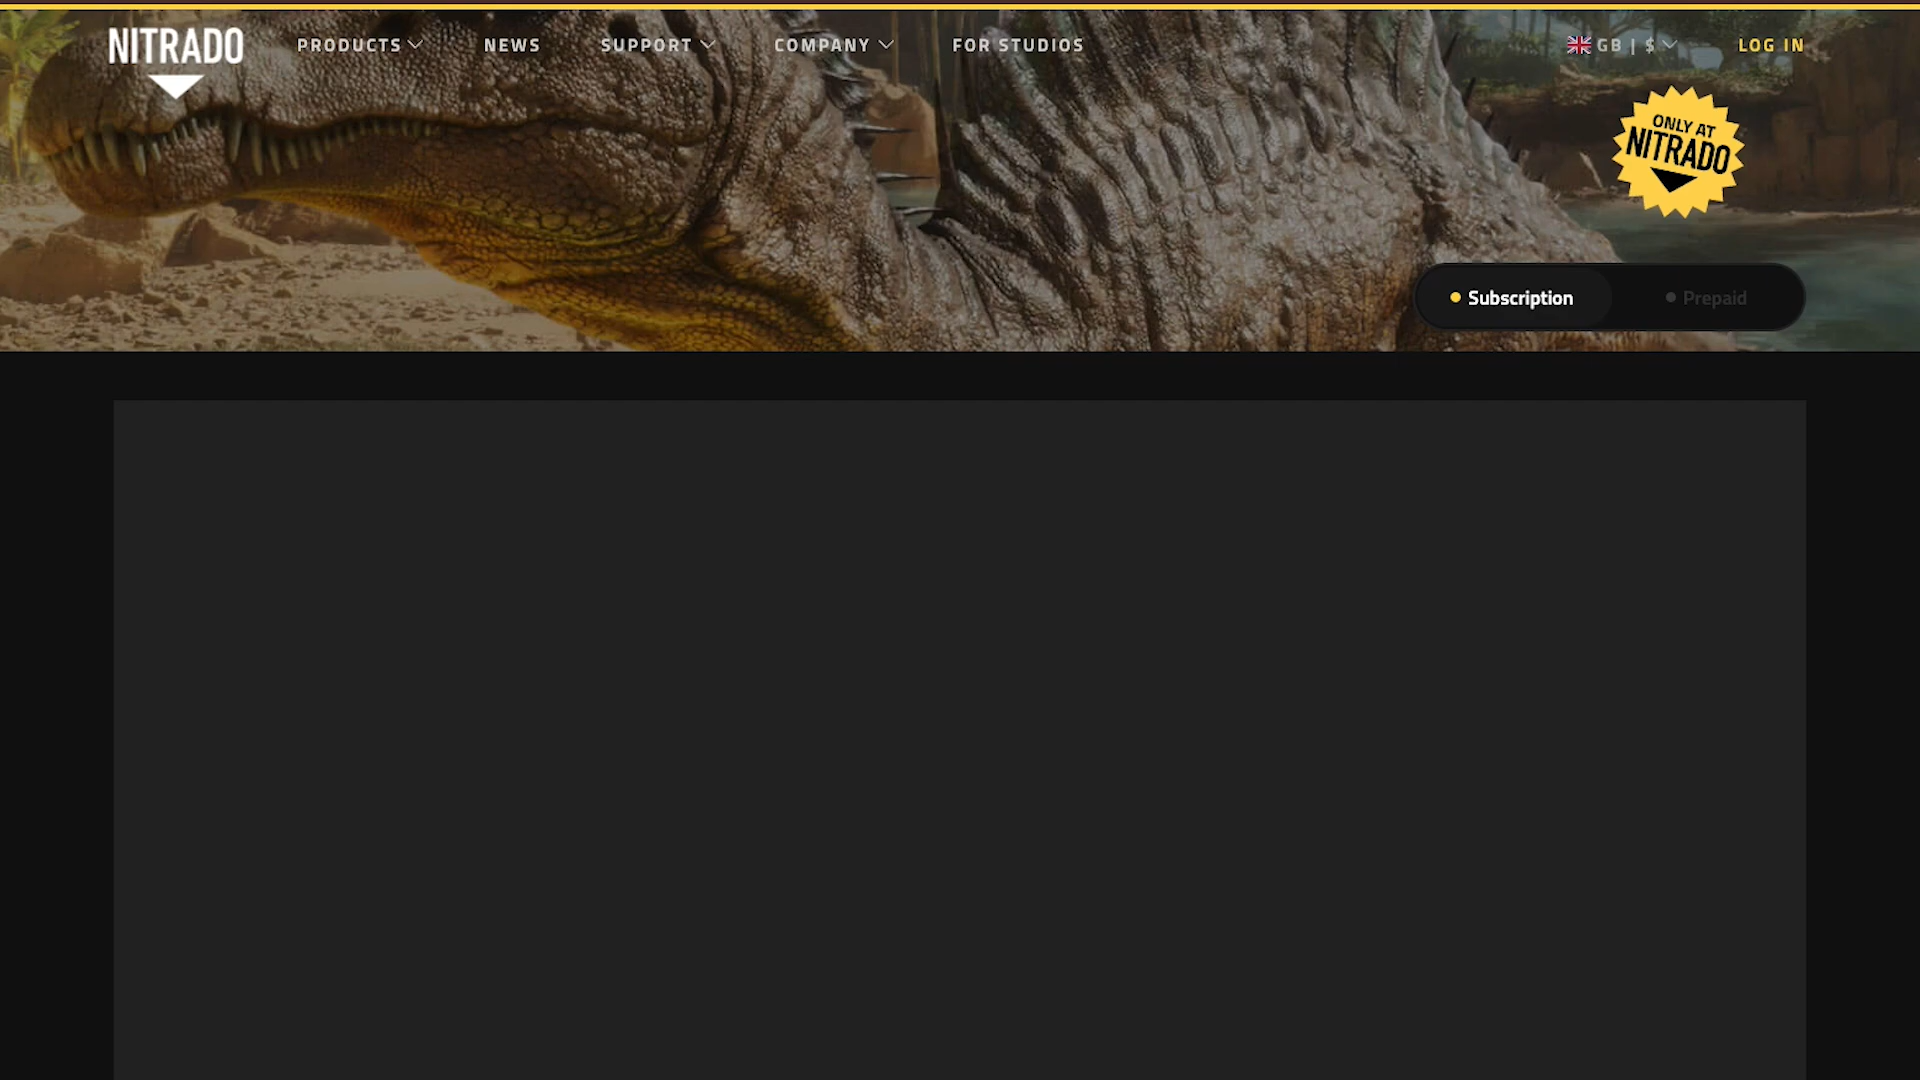 NITRADO
PRODUCTS
NEWS
SUPPORT
COMPANY
FOR STUDIOS
GB | $
LOG IN
ONLY AT
NITRADO
Subscription
Prepaid